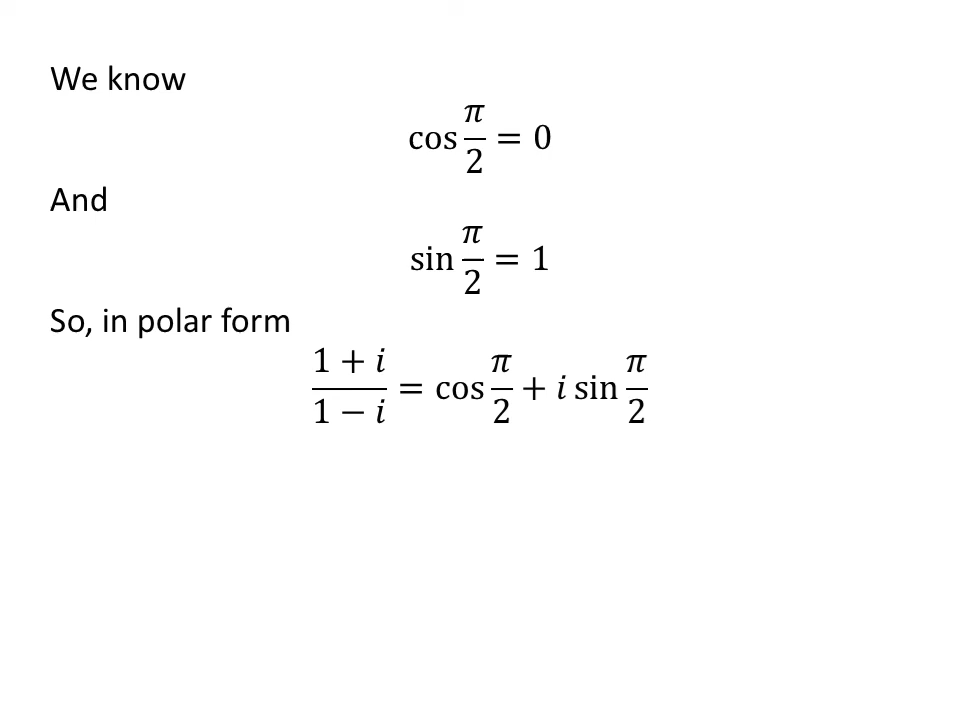 We know
cos π/2 = 0
And
sin π/2 = 1
So, in polar form
(1 + i)/(1 − i) = cos π/2 + i sin π/2